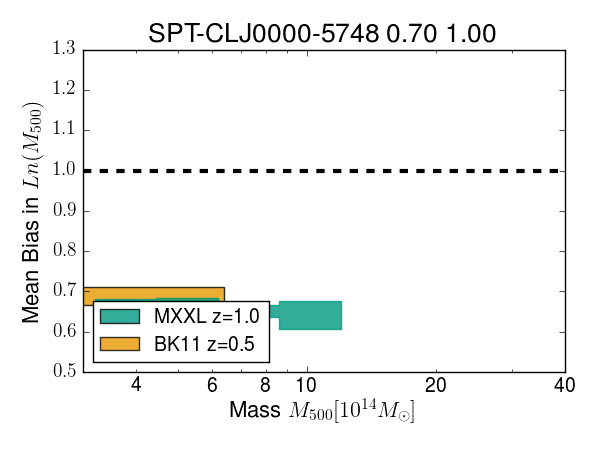 SPT-CLJ0000-5748 0.70 1.00
1.3
1.2
1.1
1.0
0.9
0.8
0.7
0.6
0.5
Mean Bias in Ln(M500)
MXXL z=1.0
BK11 z=0.5
4 6 8 10 20 40
Mass M500[10^14 M⊙]